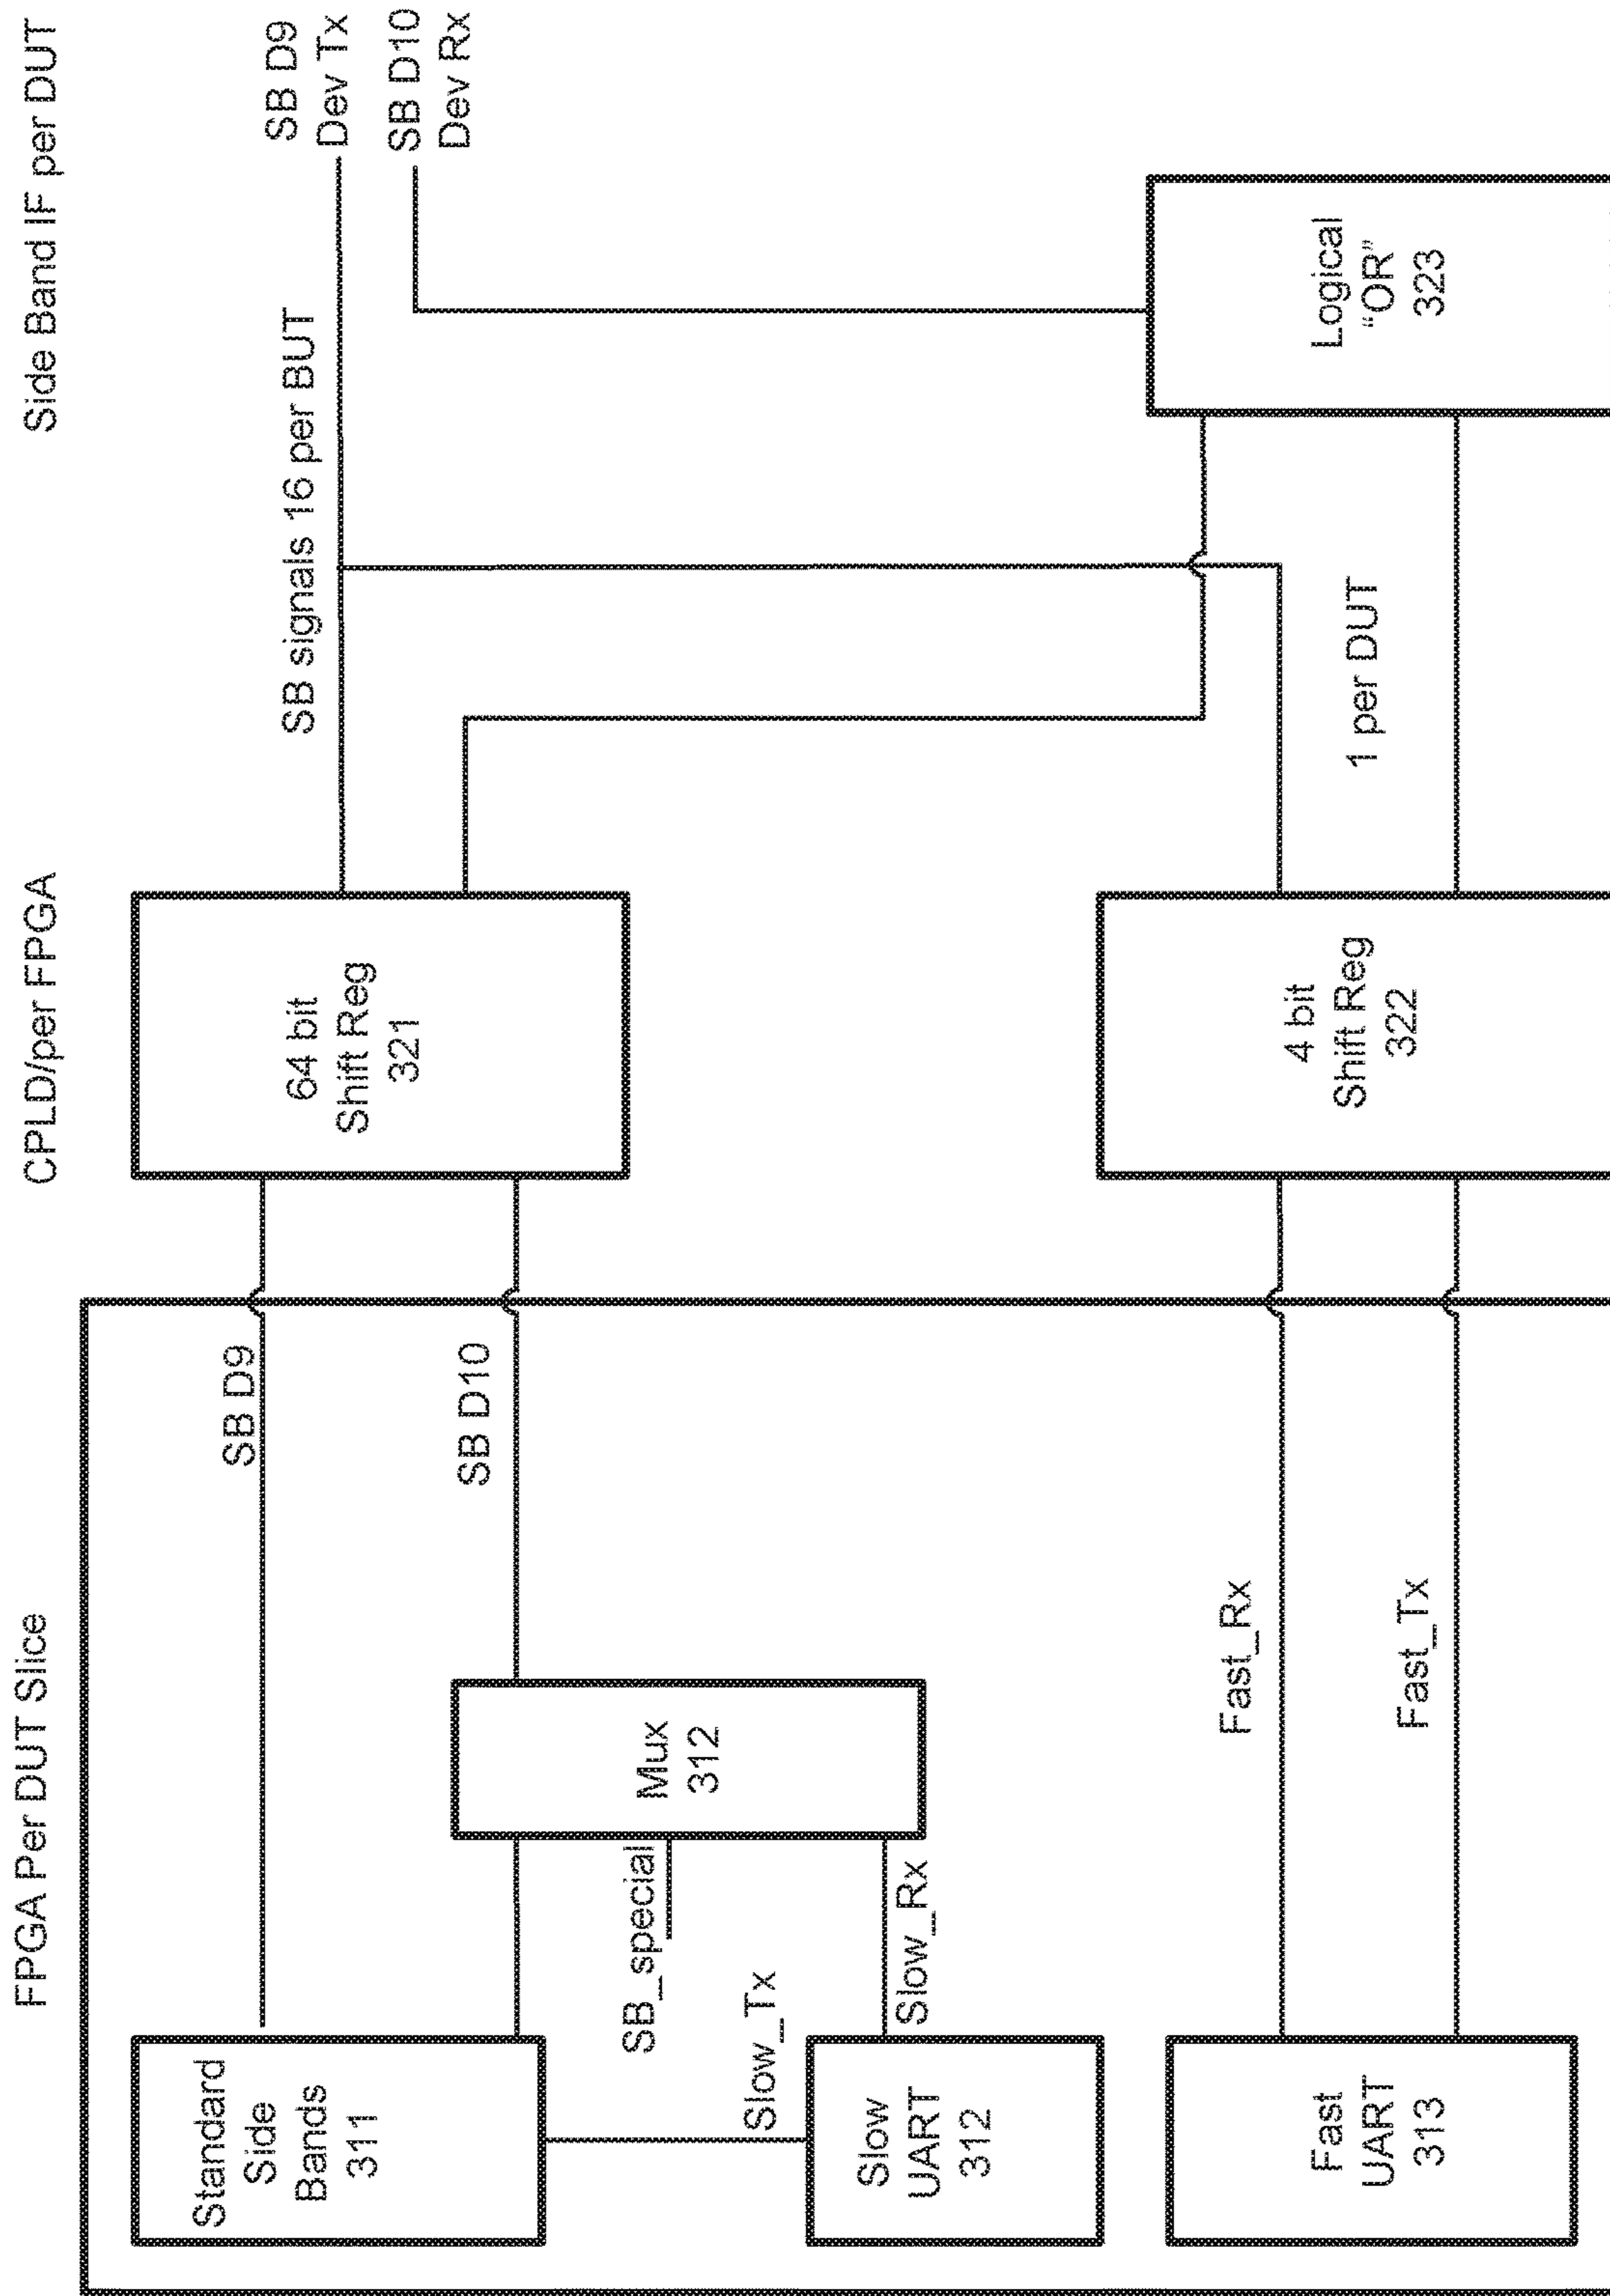 FPGA Per DUT Slice
CPLD/per FPGA
Side Band IF per DUT
Standard
Side
Bands
311
SB D9
SB D10
Mux
312
SB_special
Slow_Tx
Slow_Rx
Slow
UART
312
Fast
UART
313
Fast_Rx
Fast_Tx
64 bit
Shift Reg
321
4 bit
Shift Reg
322
SB signals 16 per BUT
1 per DUT
Logical
“OR”
323
SB D9
Dev Tx
SB D10
Dev Rx